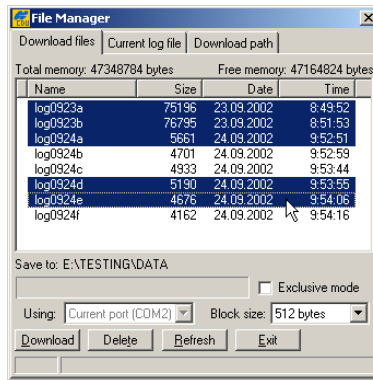 File Manager
Download files Current log file Download path
Total memory: 47348784 bytes Free memory: 47164824 bytes
Name Size Date Time
log0923a 75196 23.09.2002 8:49:52
log0923b 76795 23.09.2002 8:51:53
log0924a 5661 24.09.2002 9:52:51
log0924b 4701 24.09.2002 9:52:59
log0924c 4933 24.09.2002 9:53:44
log0924d 5190 24.09.2002 9:53:55
log0924e 4676 24.09.2002 9:54:06
log0924f 4162 24.09.2002 9:54:16
Save to: E:\TESTING\DATA
Exclusive mode
Using: Current port (COM2) Block size: 512 bytes
Download Delete Refresh Exit